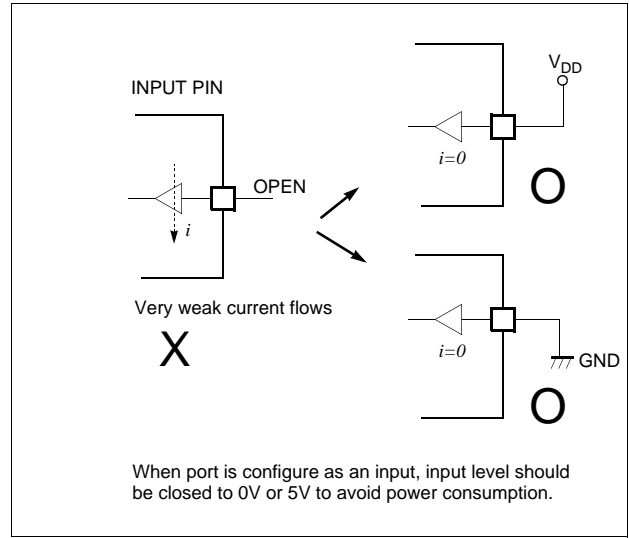 INPUT PIN
OPEN
i
Very weak current flows
X
VDD
i=0
O
i=0
GND
O
When port is configure as an input, input level should
be closed to 0V or 5V to avoid power consumption.